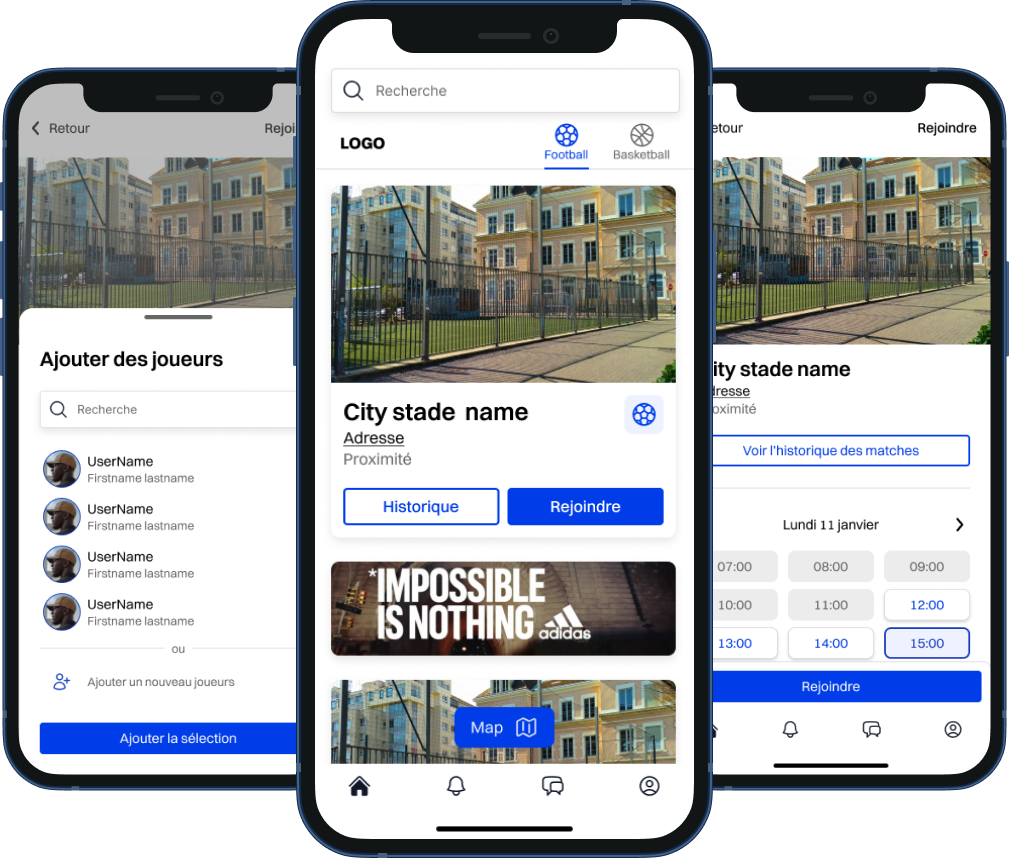 Retour
Rejoi
Ajouter des joueurs
Recherche
UserName
Firstname lastname
UserName
Firstname lastname
UserName
Firstname lastname
UserName
Firstname lastname
ou
Ajouter un nouveau joueurs
Ajouter la sélection
Recherche
LOGO
Football
Basketball
City stade name
Adresse
Proximité
Historique
Rejoindre
*IMPOSSIBLE
IS NOTHING
adidas
Map
etour
Rejoindre
ity stade name
dresse
oximité
Voir l'historique des matches
Lundi 11 janvier
07:00 08:00 09:00
10:00 11:00 12:00
13:00 14:00 15:00
Rejoindre